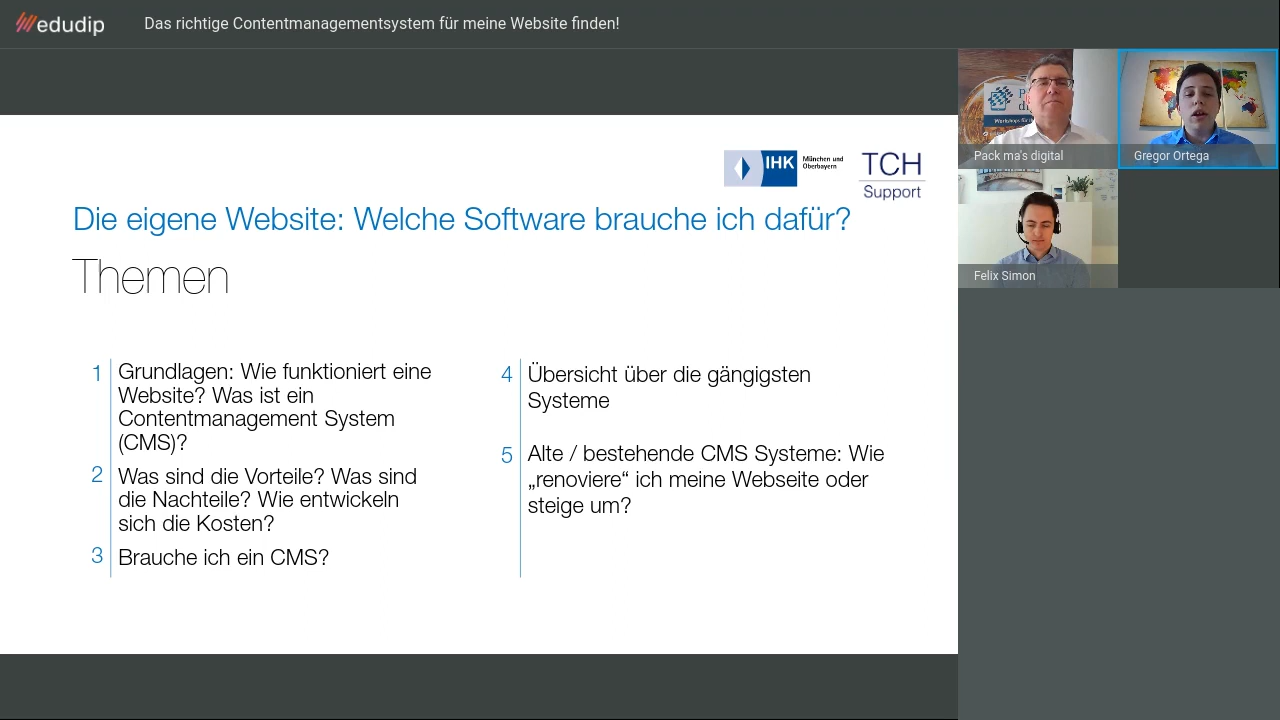 edudip
Das richtige Contentmanagementsystem für meine Website finden!
Pack ma's digital
Gregor Ortega
Felix Simon
IHK
München und
Oberbayern
TCH
Support
Die eigene Website: Welche Software brauche ich dafür?
Themen
1 Grundlagen: Wie funktioniert eine
Website? Was ist ein
Contentmanagement System
(CMS)?
2 Was sind die Vorteile? Was sind
die Nachteile? Wie entwickeln
sich die Kosten?
3 Brauche ich ein CMS?
4 Übersicht über die gängigsten
Systeme
5 Alte / bestehende CMS Systeme: Wie
„renoviere“ ich meine Webseite oder
steige um?